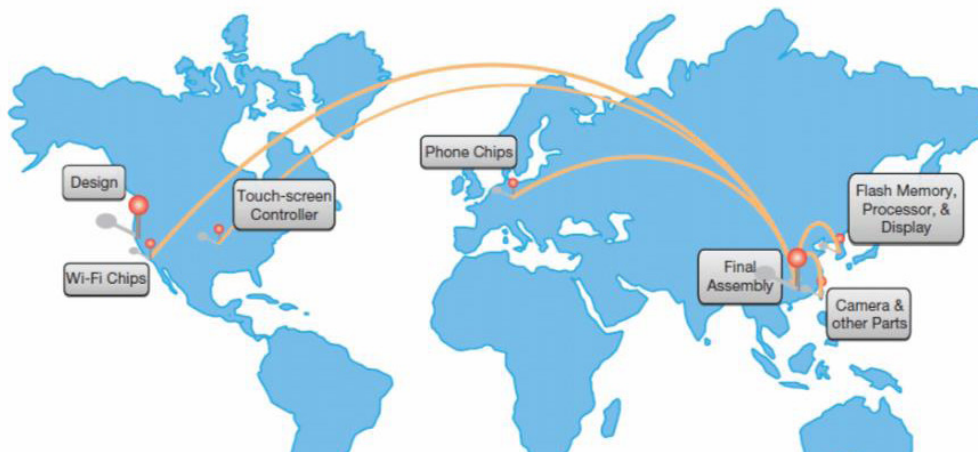 Design
Wi-Fi Chips
Touch-screen
Controller
Phone Chips
Final
Assembly
Flash Memory,
Processor, &
Display
Camera &
other Parts